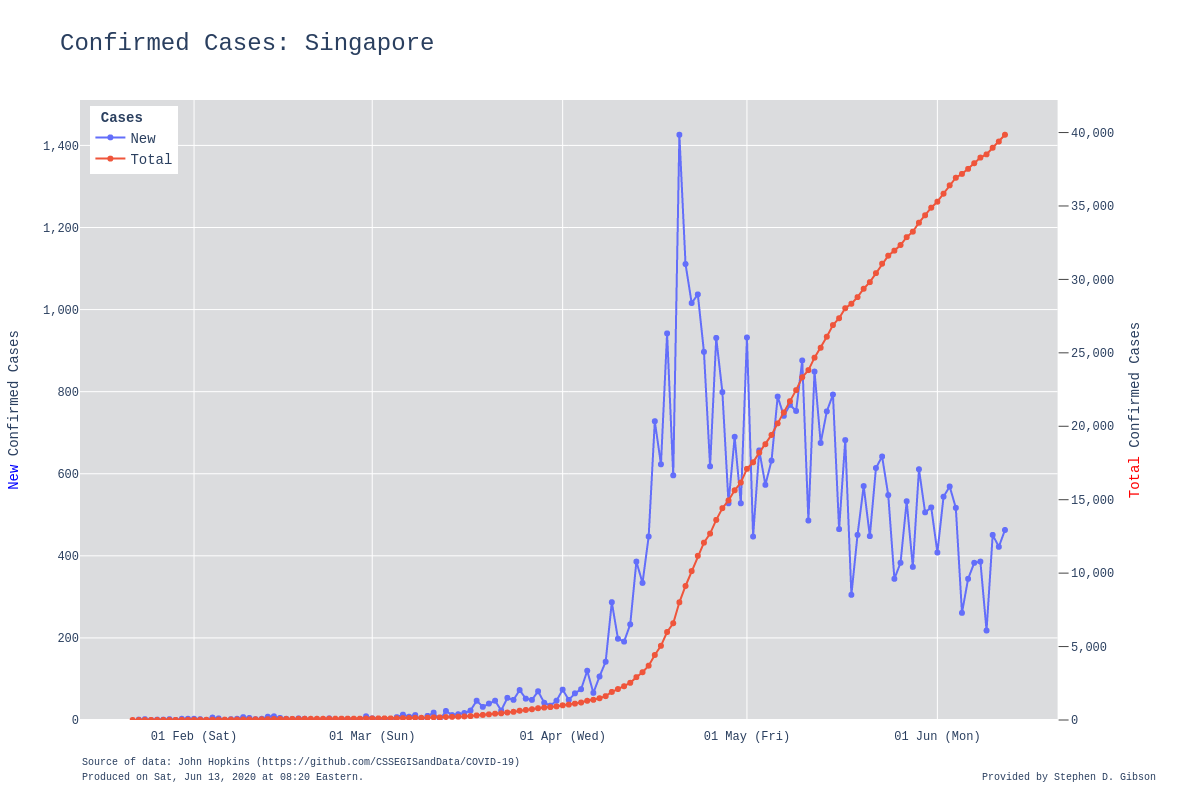 Confirmed Cases: Singapore
Cases
New
Total
1,400
1,200
1,000
800
600
400
200
0
New Confirmed Cases
40,000
35,000
30,000
25,000
20,000
15,000
10,000
5,000
0
Total Confirmed Cases
01 Feb (Sat)
01 Mar (Sun)
01 Apr (Wed)
01 May (Fri)
01 Jun (Mon)
Source of data: John Hopkins (https://github.com/CSSEGISandData/COVID-19)
Produced on Sat, Jun 13, 2020 at 08:20 Eastern.
Provided by Stephen D. Gibson